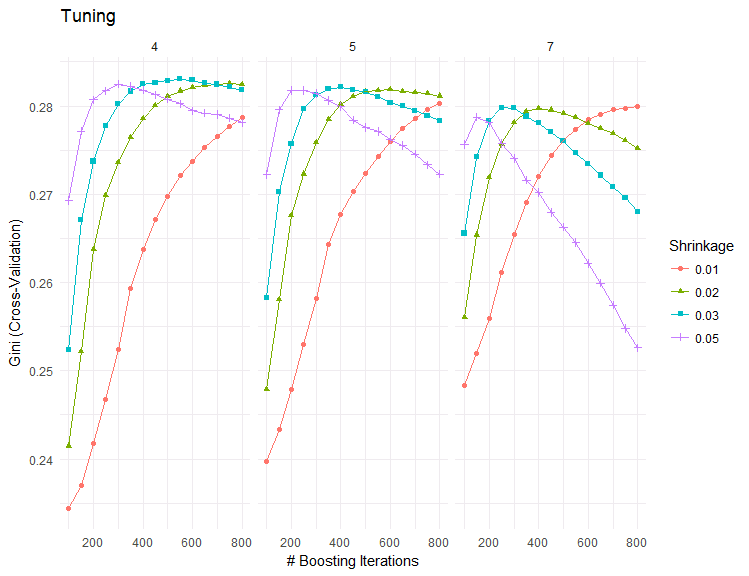 Tuning
4 5 7
0.28
0.27
0.26
0.25
0.24
Gini (Cross-Validation)
200 400 600 800 200 400 600 800 200 400 600 800
# Boosting Iterations
Shrinkage
0.01
0.02
0.03
0.05